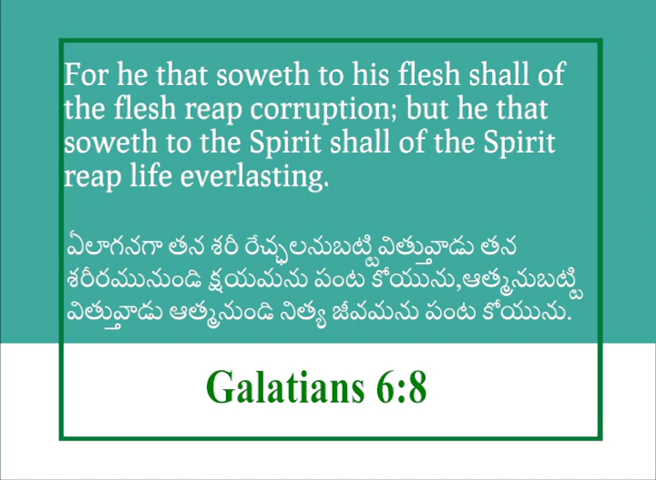 For he that soweth to his flesh shall of
the flesh reap corruption; but he that
soweth to the Spirit shall of the Spirit
reap life everlasting.
ఏలాగనగా తన శరీ రేచ్ఛలనుబట్టివిత్తువాడు తన
శరీరమునుండి క్షయమను పంట కోయును,ఆత్మనుబట్టి
విత్తువాడు ఆత్మనుండి నిత్య జీవమను పంట కోయును.
Galatians 6:8